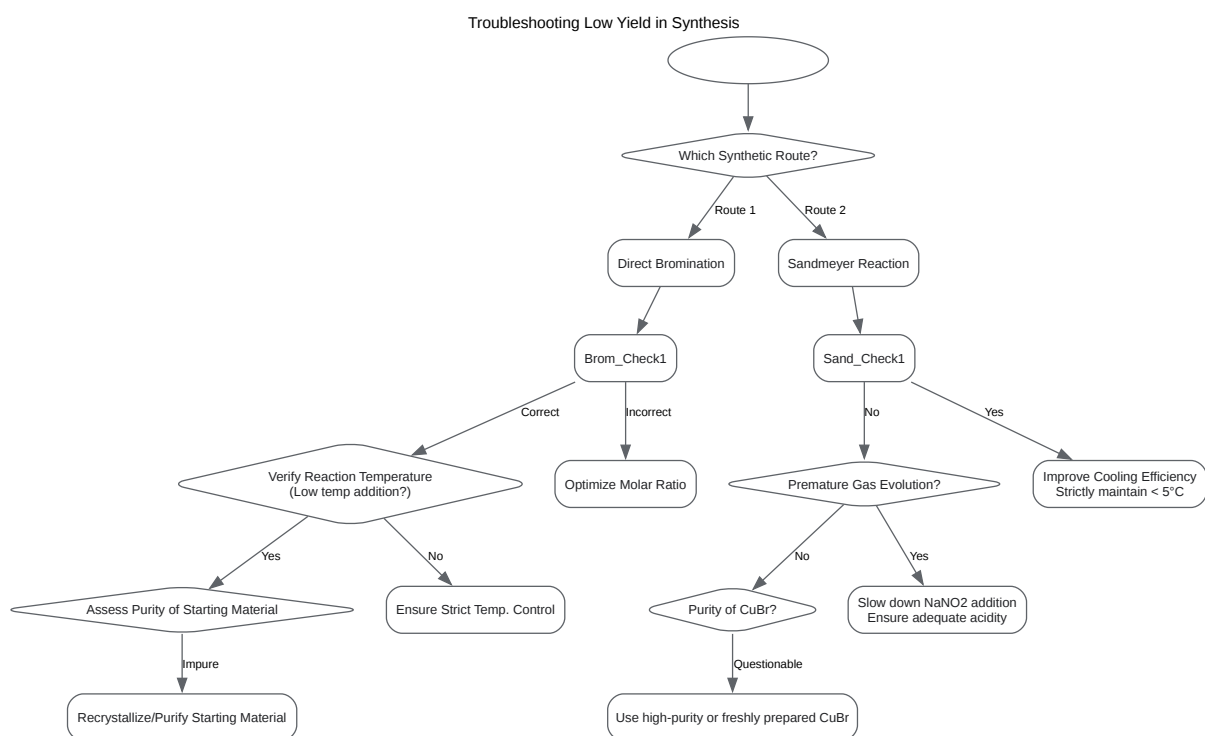 Troubleshooting Low Yield in Synthesis
Which Synthetic Route?
Route 1
Route 2
Direct Bromination
Sandmeyer Reaction
Brom_Check1
Sand_Check1
Correct
Incorrect
No
Yes
Verify Reaction Temperature
(Low temp addition?)
Optimize Molar Ratio
Premature Gas Evolution?
Improve Cooling Efficiency
Strictly maintain < 5°C
Yes
No
No
Yes
Assess Purity of Starting Material
Ensure Strict Temp. Control
Purity of CuBr?
Slow down NaNO2 addition
Ensure adequate acidity
Impure
Questionable
Recrystallize/Purify Starting Material
Use high-purity or freshly prepared CuBr